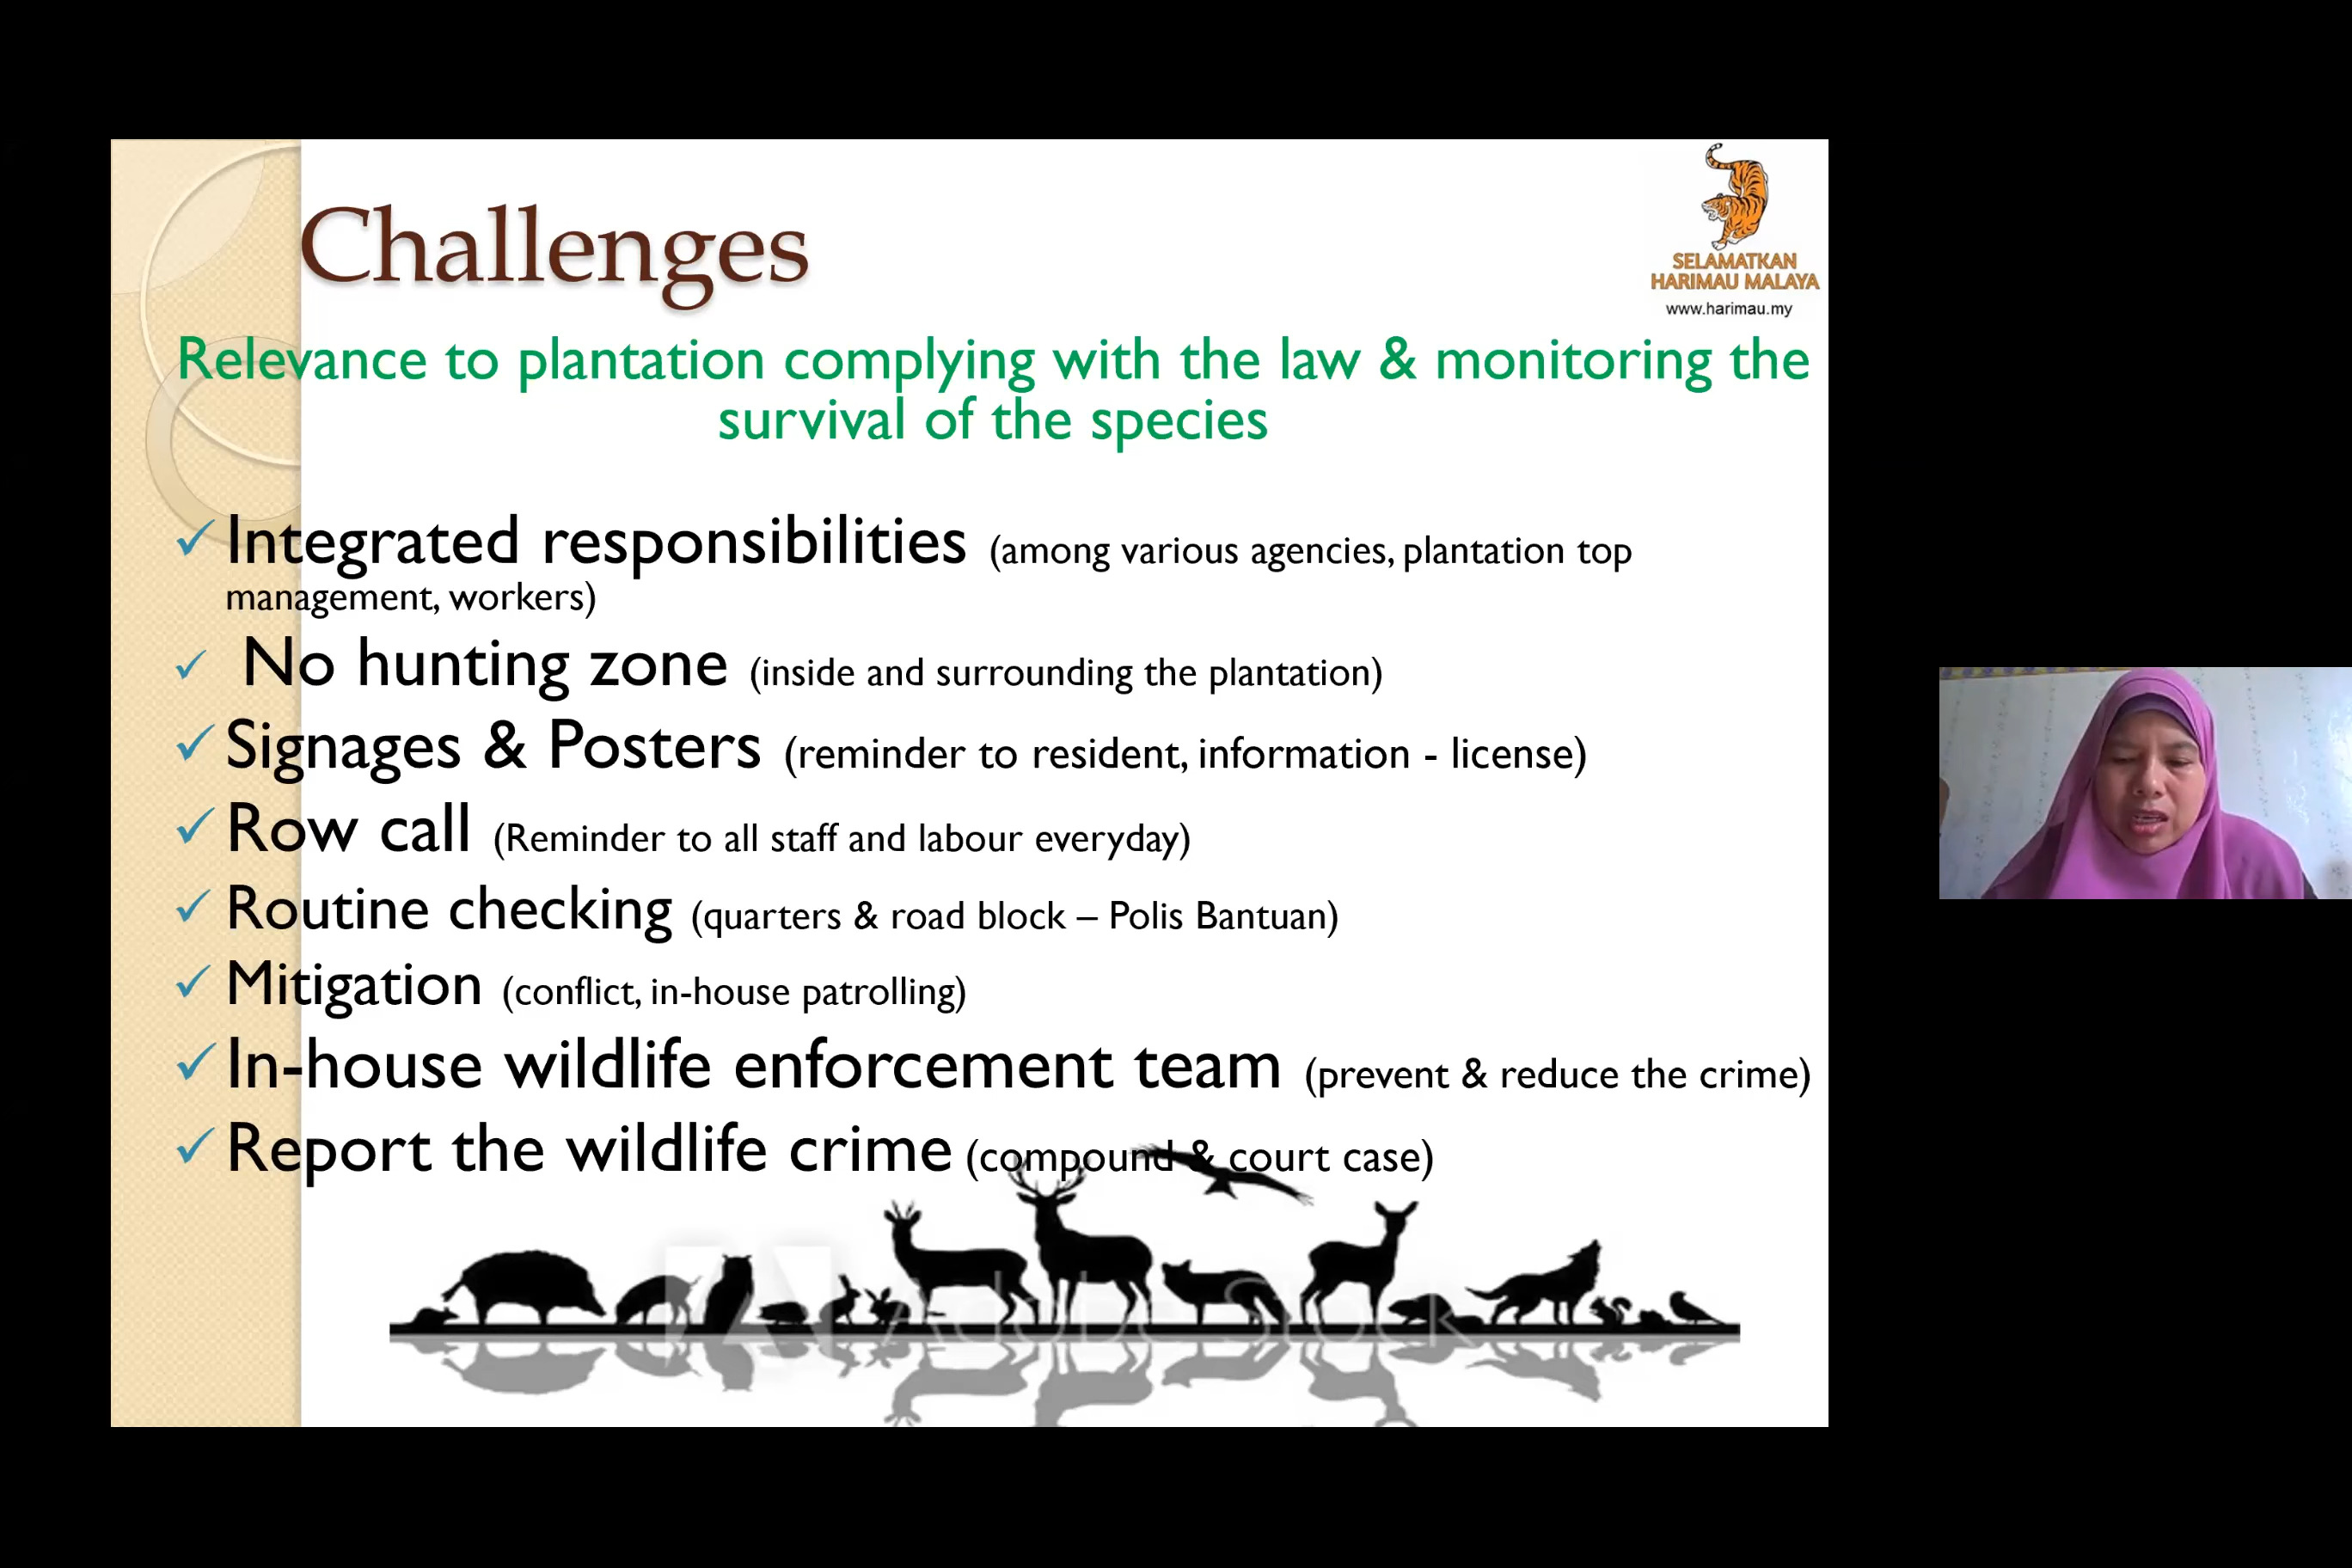 Challenges
SELAMATKAN
HARIMAU MALAYA
www.harimau.my
Relevance to plantation complying with the law & monitoring the
survival of the species
✓ Integrated responsibilities (among various agencies, plantation top
management, workers)
✓ No hunting zone (inside and surrounding the plantation)
✓ Signages & Posters (reminder to resident, information - license)
✓ Row call (Reminder to all staff and labour everyday)
✓ Routine checking (quarters & road block – Polis Bantuan)
✓ Mitigation (conflict, in-house patrolling)
✓ In-house wildlife enforcement team (prevent & reduce the crime)
✓ Report the wildlife crime (compound & court case)
Adobe Stock